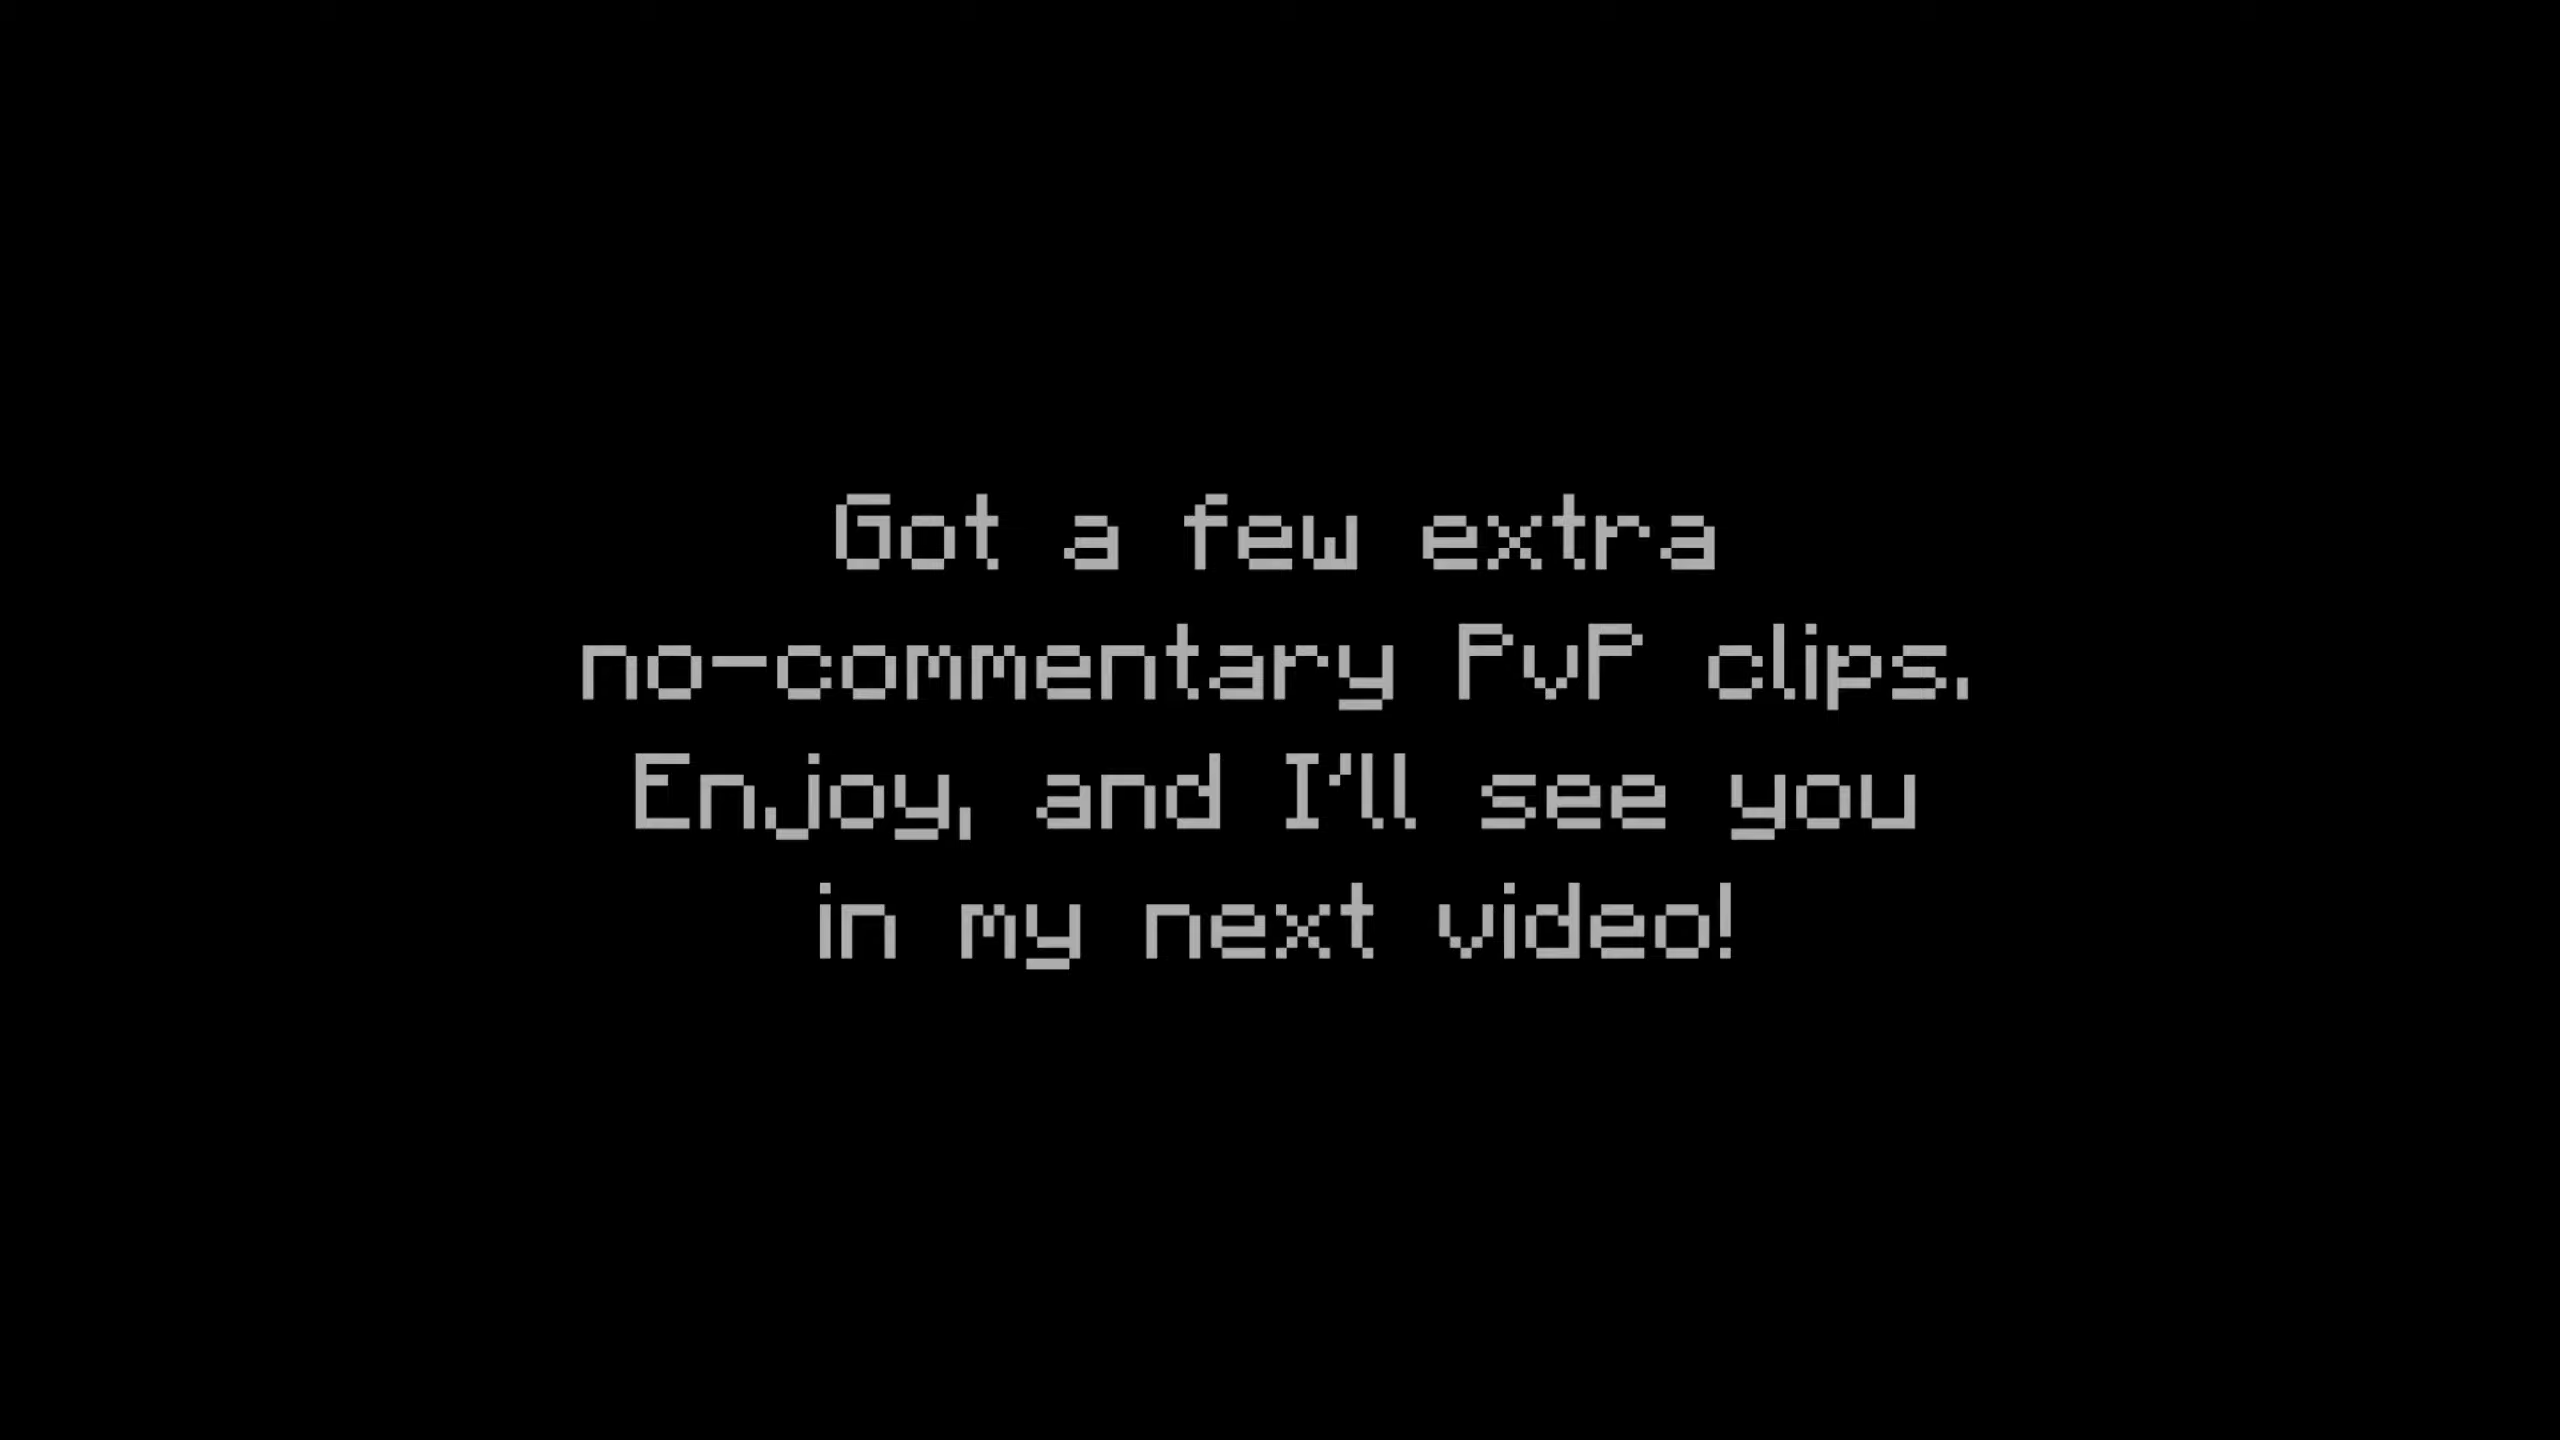 Got a few extra
no-commentary PvP clips.
Enjoy, and I'll see you
in my next video!